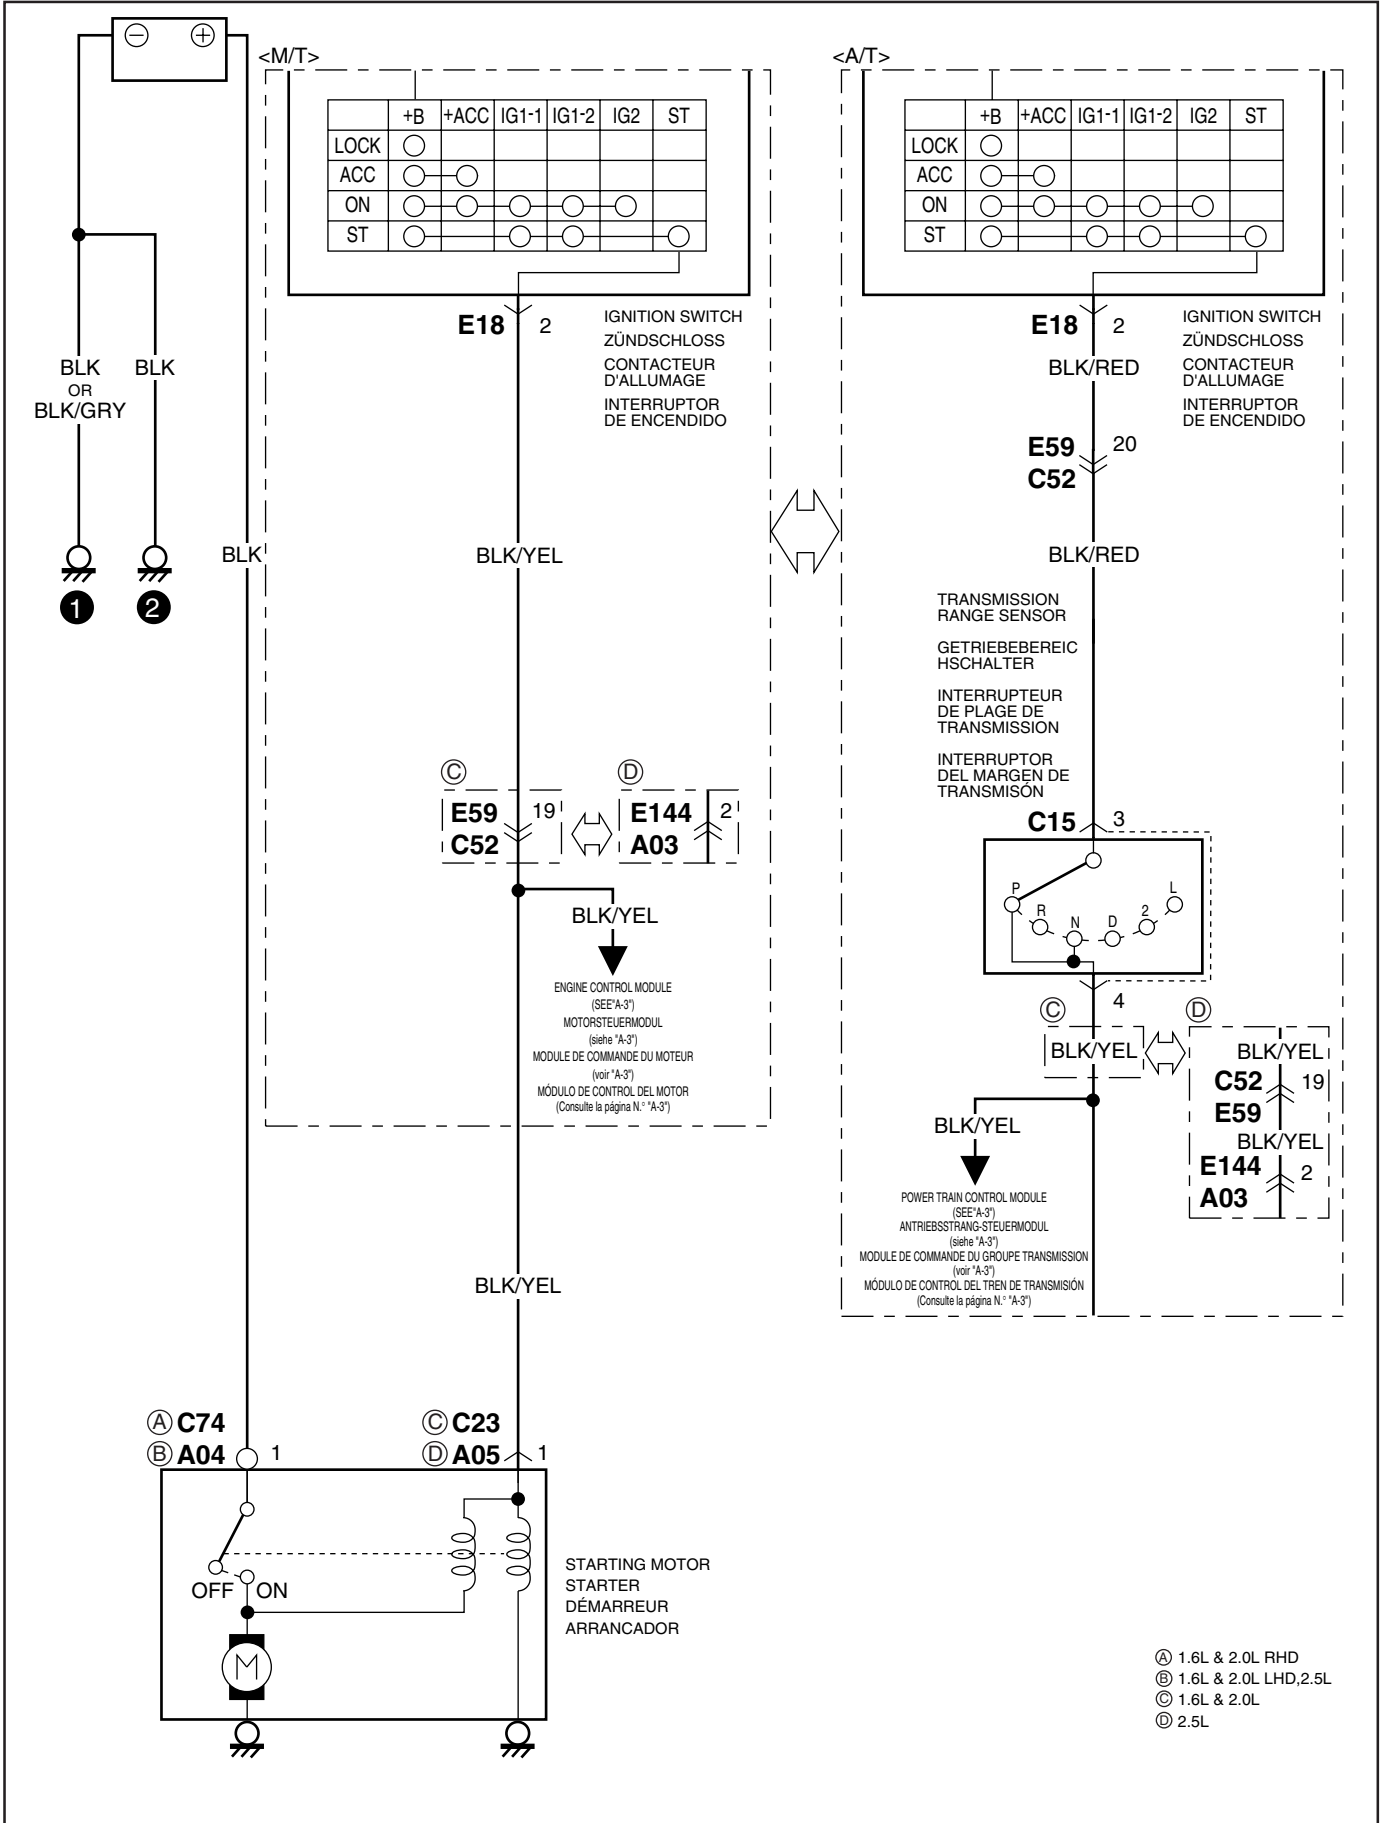 <M/T>
+B +ACC IG1-1 IG1-2 IG2 ST
LOCK
ACC
ON
ST
E18 2
IGNITION SWITCH
ZÜNDSCHLOSS
CONTACTEUR
D'ALLUMAGE
INTERRUPTOR
DE ENCENDIDO
<A/T>
+B +ACC IG1-1 IG1-2 IG2 ST
LOCK
ACC
ON
ST
E18 2
IGNITION SWITCH
ZÜNDSCHLOSS
CONTACTEUR
D'ALLUMAGE
INTERRUPTOR
DE ENCENDIDO
BLK
OR
BLK/GRY
BLK
1
2
BLK
BLK/YEL
BLK/RED
E59 20
C52
BLK/RED
TRANSMISSION
RANGE SENSOR
GETRIEBEBEREIC
HSCHALTER
INTERRUPTEUR
DE PLAGE DE
TRANSMISSION
INTERRUPTOR
DEL MARGEN DE
TRANSMISÓN
C15 3
P R N D 2 L
4
Ⓒ
E59 19
C52
Ⓓ
E144 2
A03
BLK/YEL
ENGINE CONTROL MODULE
(SEE"A-3")
MOTORSTEUERMODUL
(siehe "A-3")
MODULE DE COMMANDE DU MOTEUR
(voir "A-3")
MÓDULO DE CONTROL DEL MOTOR
(Consulte la página N.° "A-3")
Ⓒ
BLK/YEL
Ⓓ
BLK/YEL
C52 19
E59
BLK/YEL
E144 2
A03
BLK/YEL
POWER TRAIN CONTROL MODULE
(SEE"A-3")
ANTRIEBSSTRANG-STEUERMODUL
(siehe "A-3")
MODULE DE COMMANDE DU GROUPE TRANSMISSION
(voir "A-3")
MÓDULO DE CONTROL DEL TREN DE TRANSMISIÓN
(Consulte la página N.° "A-3")
BLK/YEL
Ⓐ C74
Ⓑ A04 1
Ⓒ C23
Ⓓ A05 1
OFF ON
M
STARTING MOTOR
STARTER
DÉMARREUR
ARRANCADOR
Ⓐ 1.6L & 2.0L RHD
Ⓑ 1.6L & 2.0L LHD,2.5L
Ⓒ 1.6L & 2.0L
Ⓓ 2.5L